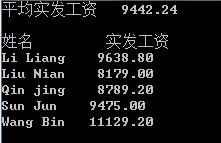 平均实发工资 9442.24
姓名 实发工资
Li Liang 9638.80
Liu Nian 8179.00
Qin jing 8789.20
Sun Jun 9475.00
Wang Bin 11129.20